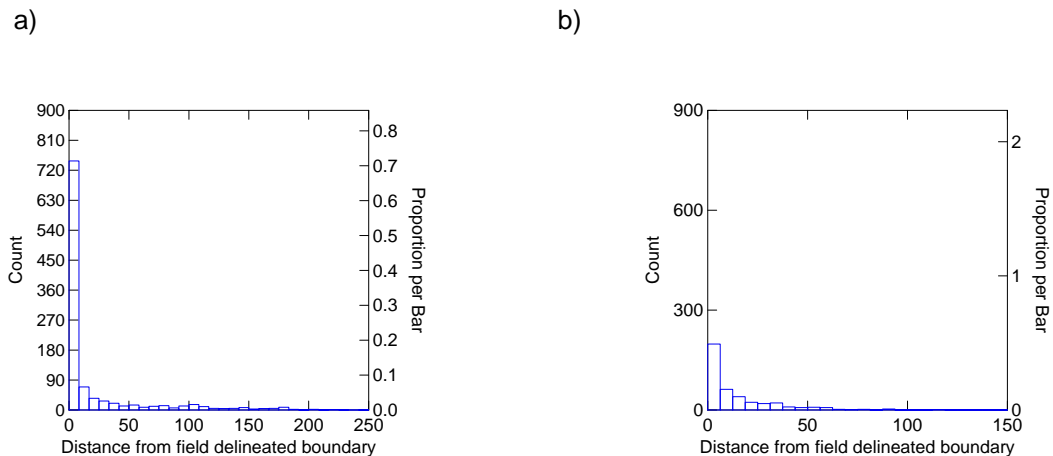 a)
b)
900
810
720
630
540
450
360
270
180
90
0
Count
0.8
0.7
0.6
0.5
0.4
0.3
0.2
0.1
0.0
Proportion per Bar
0 50 100 150 200 250
Distance from field delineated boundary
900
600
300
0
Count
2
1
0
Proportion per Bar
0 50 100 150
Distance from field delineated boundary